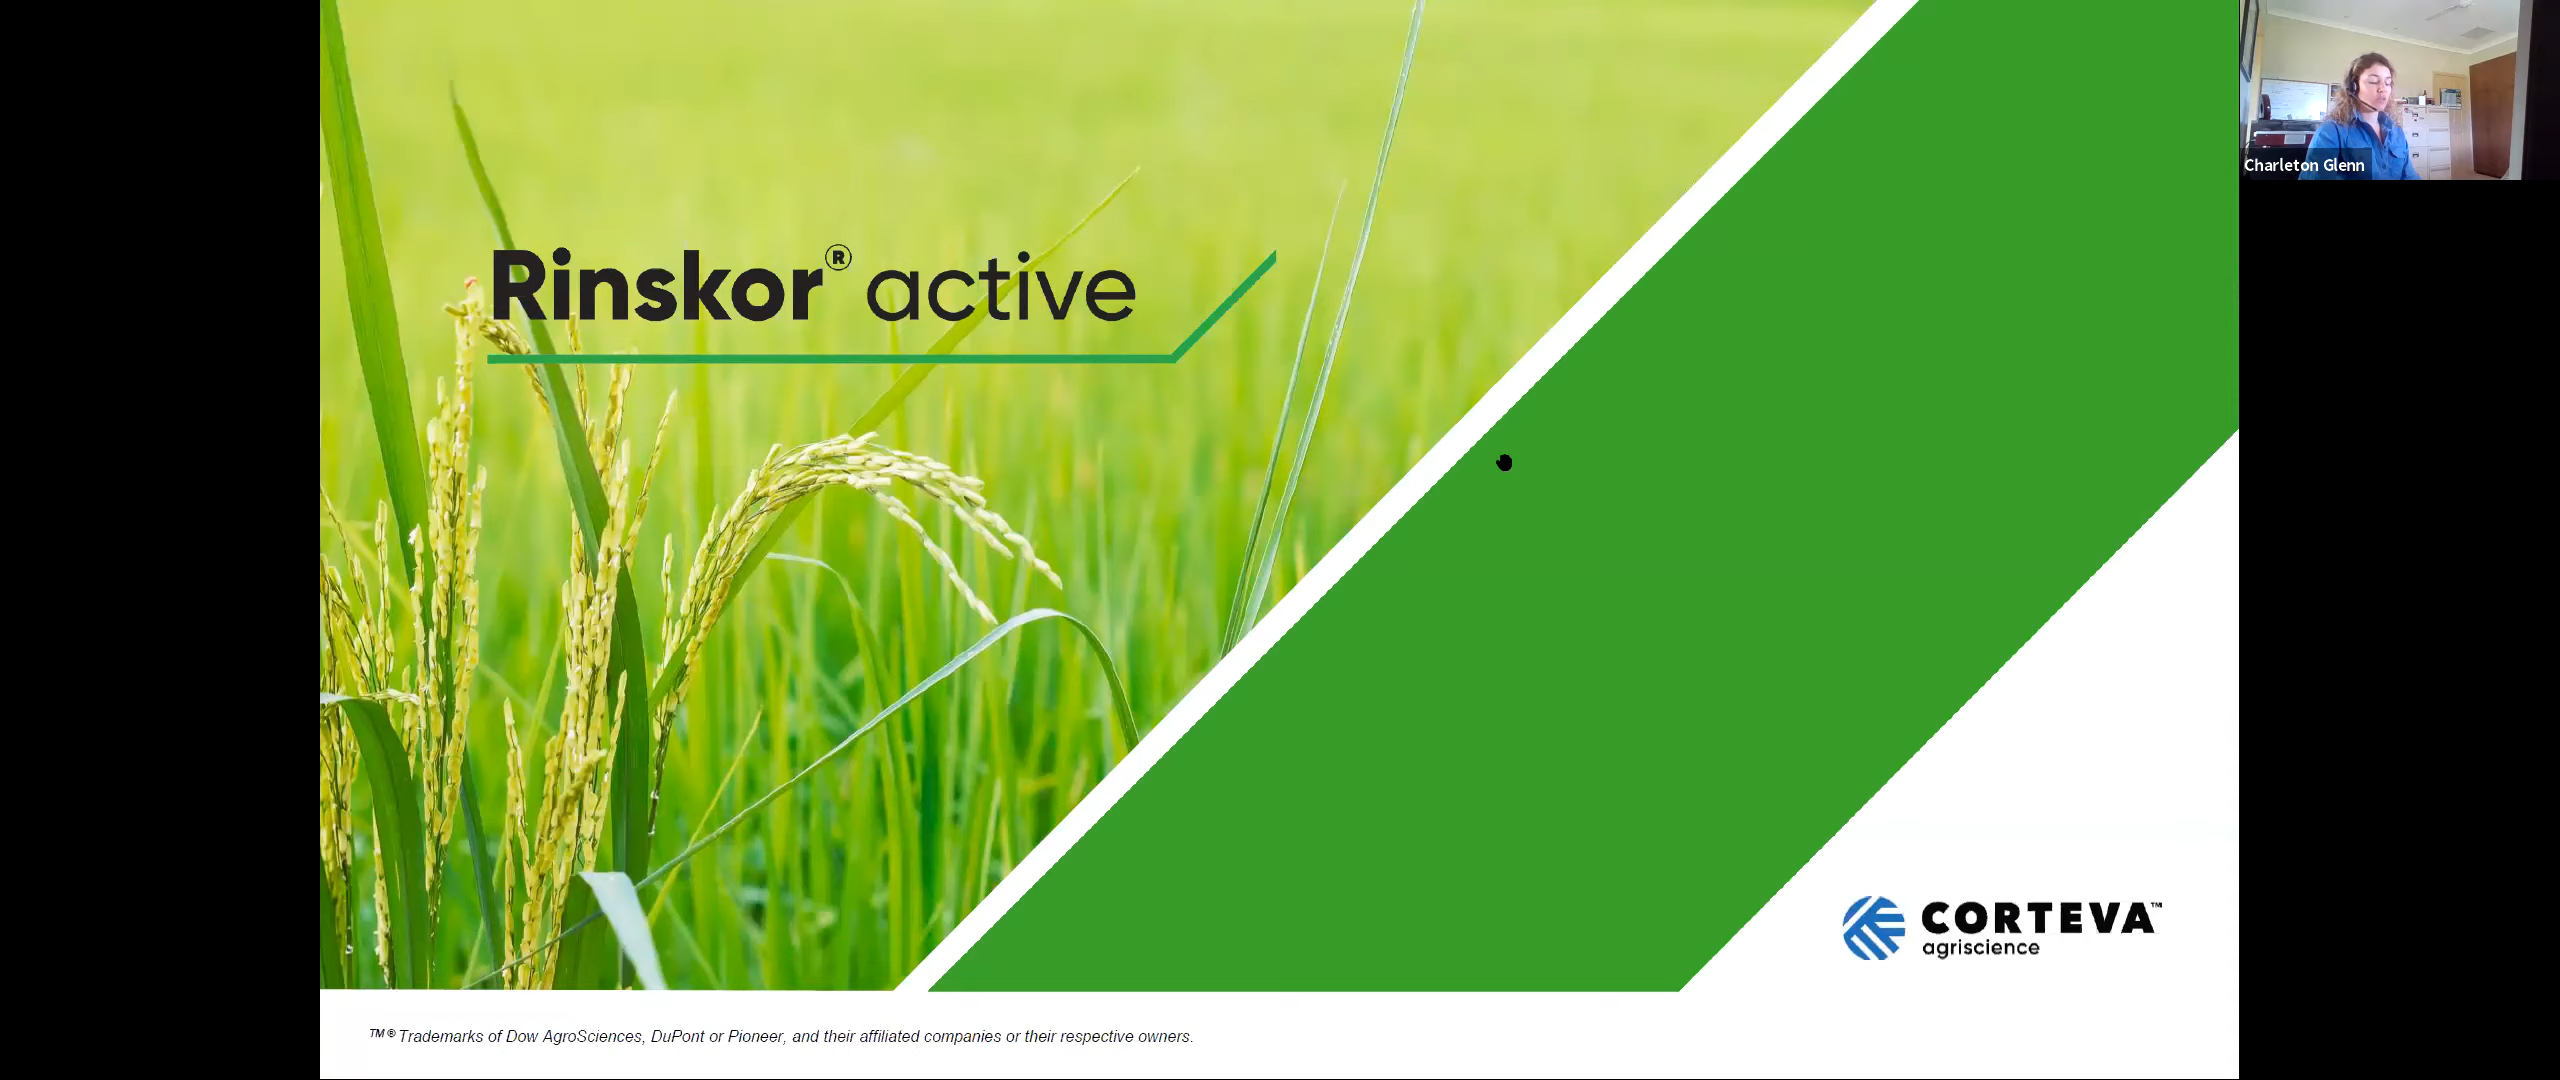 Rinskor® active
Charleton Glenn
CORTEVA™
agriscience
™® Trademarks of Dow AgroSciences, DuPont or Pioneer, and their affiliated companies or their respective owners.